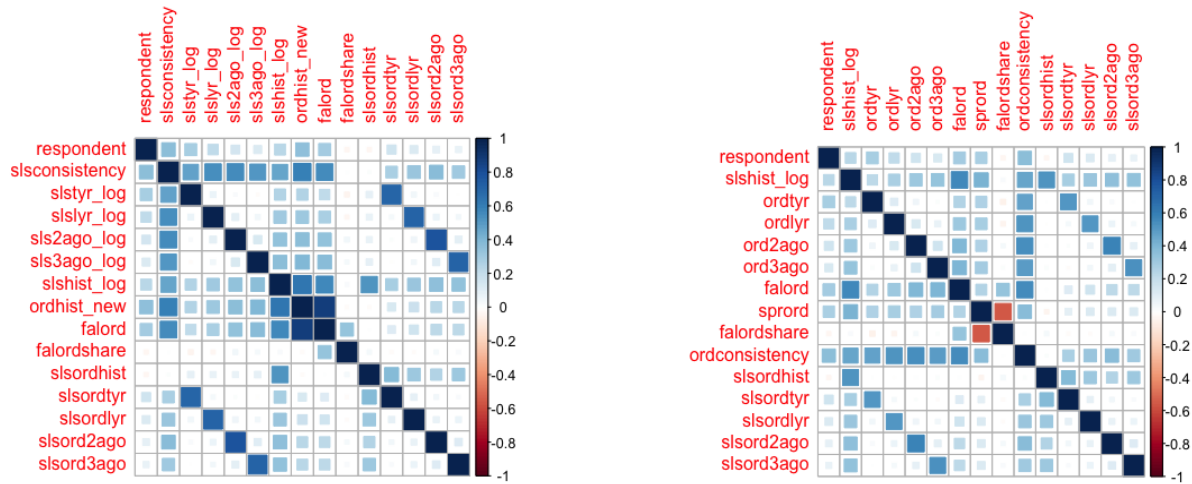 respondent
slsconsistency
slstyr_log
slslyr_log
sls2ago_log
sls3ago_log
slshist_log
ordhist_new
falord
falordshare
slsordhist
slsordtyr
slsordlyr
slsord2ago
slsord3ago
respondent
slsconsistency
slstyr_log
slslyr_log
sls2ago_log
sls3ago_log
slshist_log
ordhist_new
falord
falordshare
slsordhist
slsordtyr
slsordlyr
slsord2ago
slsord3ago
1
0.8
0.6
0.4
0.2
0
-0.2
-0.4
-0.6
-0.8
-1
respondent
slshist_log
ordtyr
ordlyr
ord2ago
ord3ago
falord
sprord
falordshare
ordconsistency
slsordhist
slsordtyr
slsordlyr
slsord2ago
slsord3ago
respondent
slshist_log
ordtyr
ordlyr
ord2ago
ord3ago
falord
sprord
falordshare
ordconsistency
slsordhist
slsordtyr
slsordlyr
slsord2ago
slsord3ago
1
0.8
0.6
0.4
0.2
0
-0.2
-0.4
-0.6
-0.8
-1